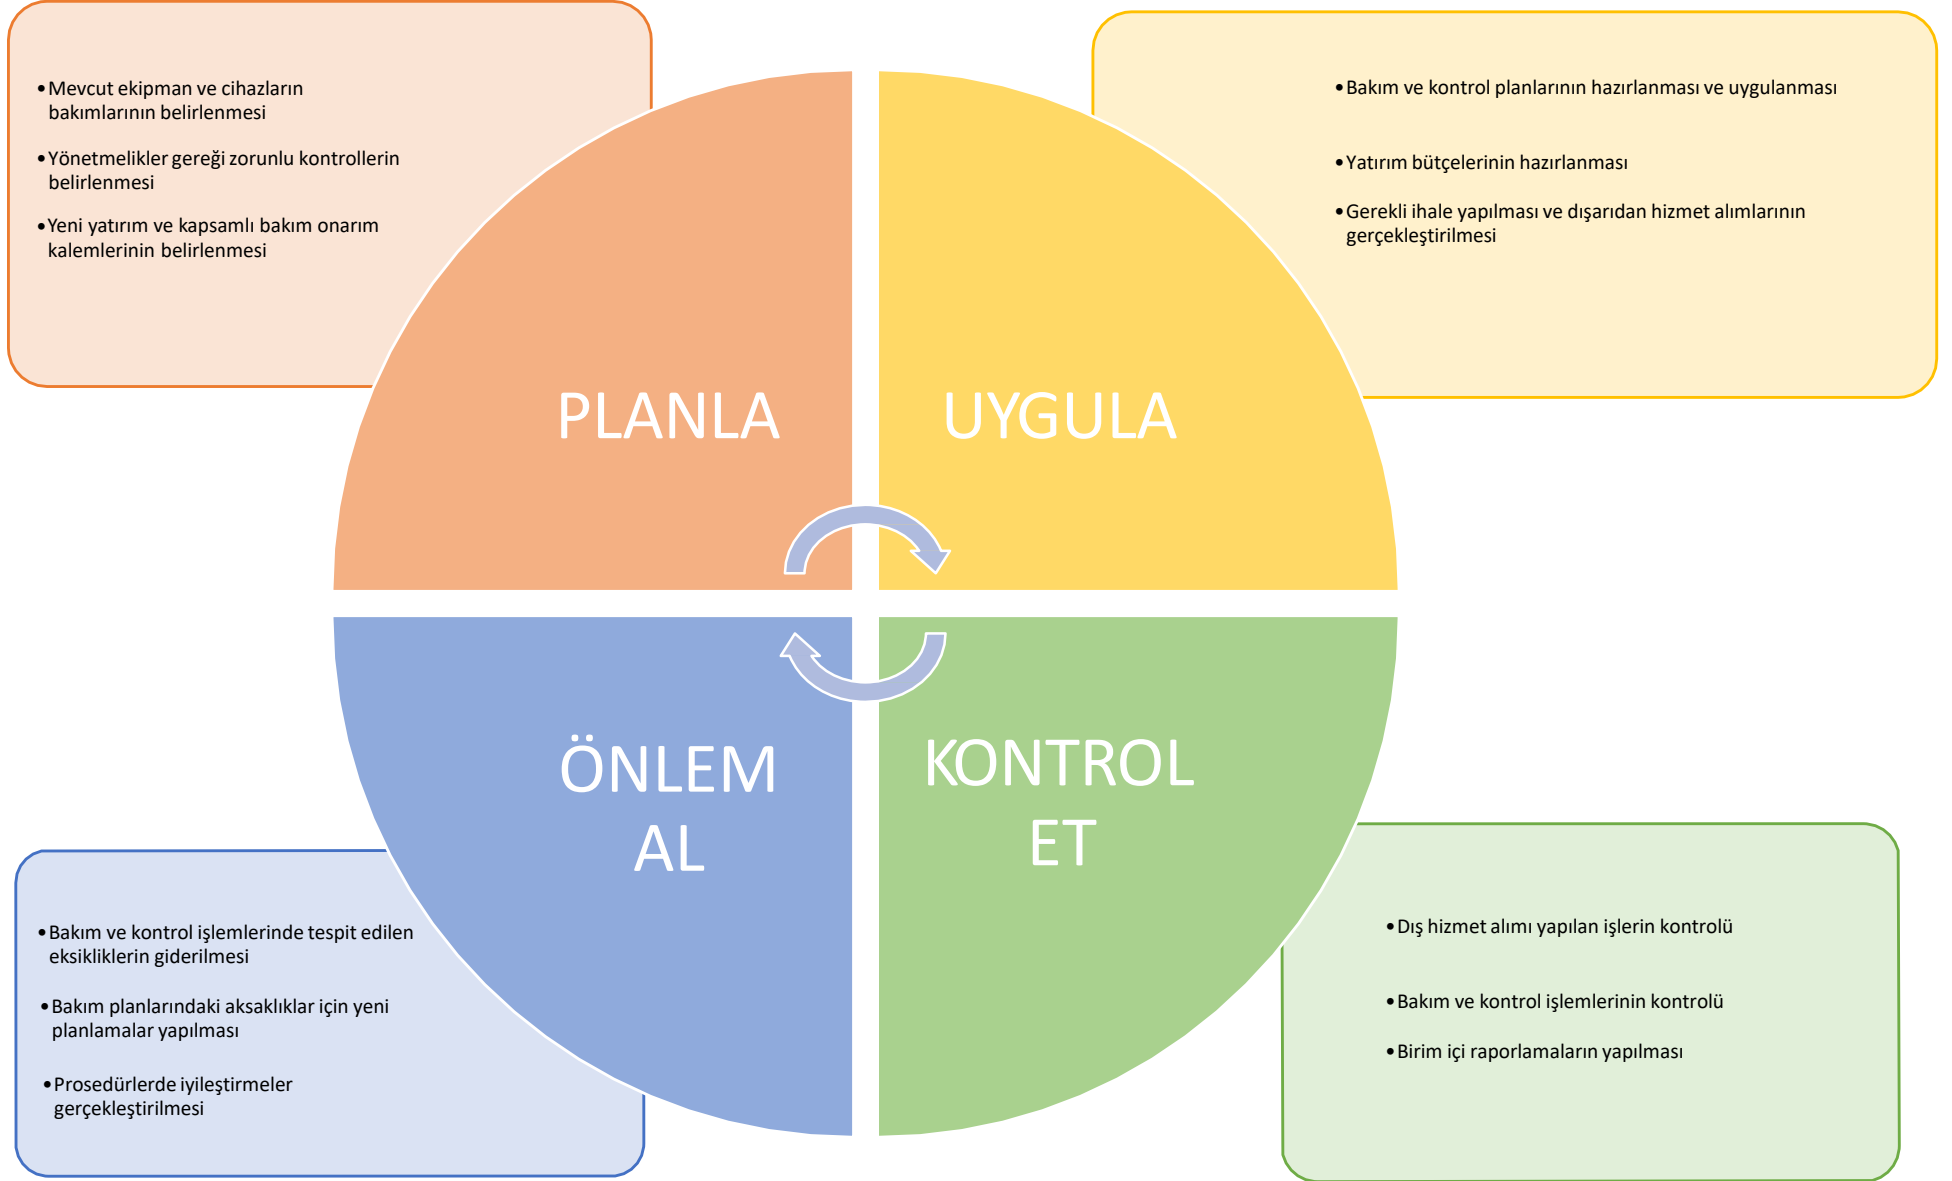 •Mevcut ekipman ve cihazların
bakımlarının belirlenmesi
•Yönetmelikler gereği zorunlu kontrollerin
belirlenmesi
•Yeni yatırım ve kapsamlı bakım onarım
kalemlerinin belirlenmesi
•Bakım ve kontrol planlarının hazırlanması ve uygulanması
•Yatırım bütçelerinin hazırlanması
•Gerekli ihale yapılması ve dışarıdan hizmet alımlarının
gerçekleştirilmesi
PLANLA
UYGULA
ÖNLEM
AL
KONTROL
ET
•Bakım ve kontrol işlemlerinde tespit edilen
eksikliklerin giderilmesi
•Bakım planlarındaki aksaklıklar için yeni
planlamalar yapılması
•Prosedürlerde iyileştirmeler
gerçekleştirilmesi
•Dış hizmet alımı yapılan işlerin kontrolü
•Bakım ve kontrol işlemlerinin kontrolü
•Birim içi raporlamaların yapılması